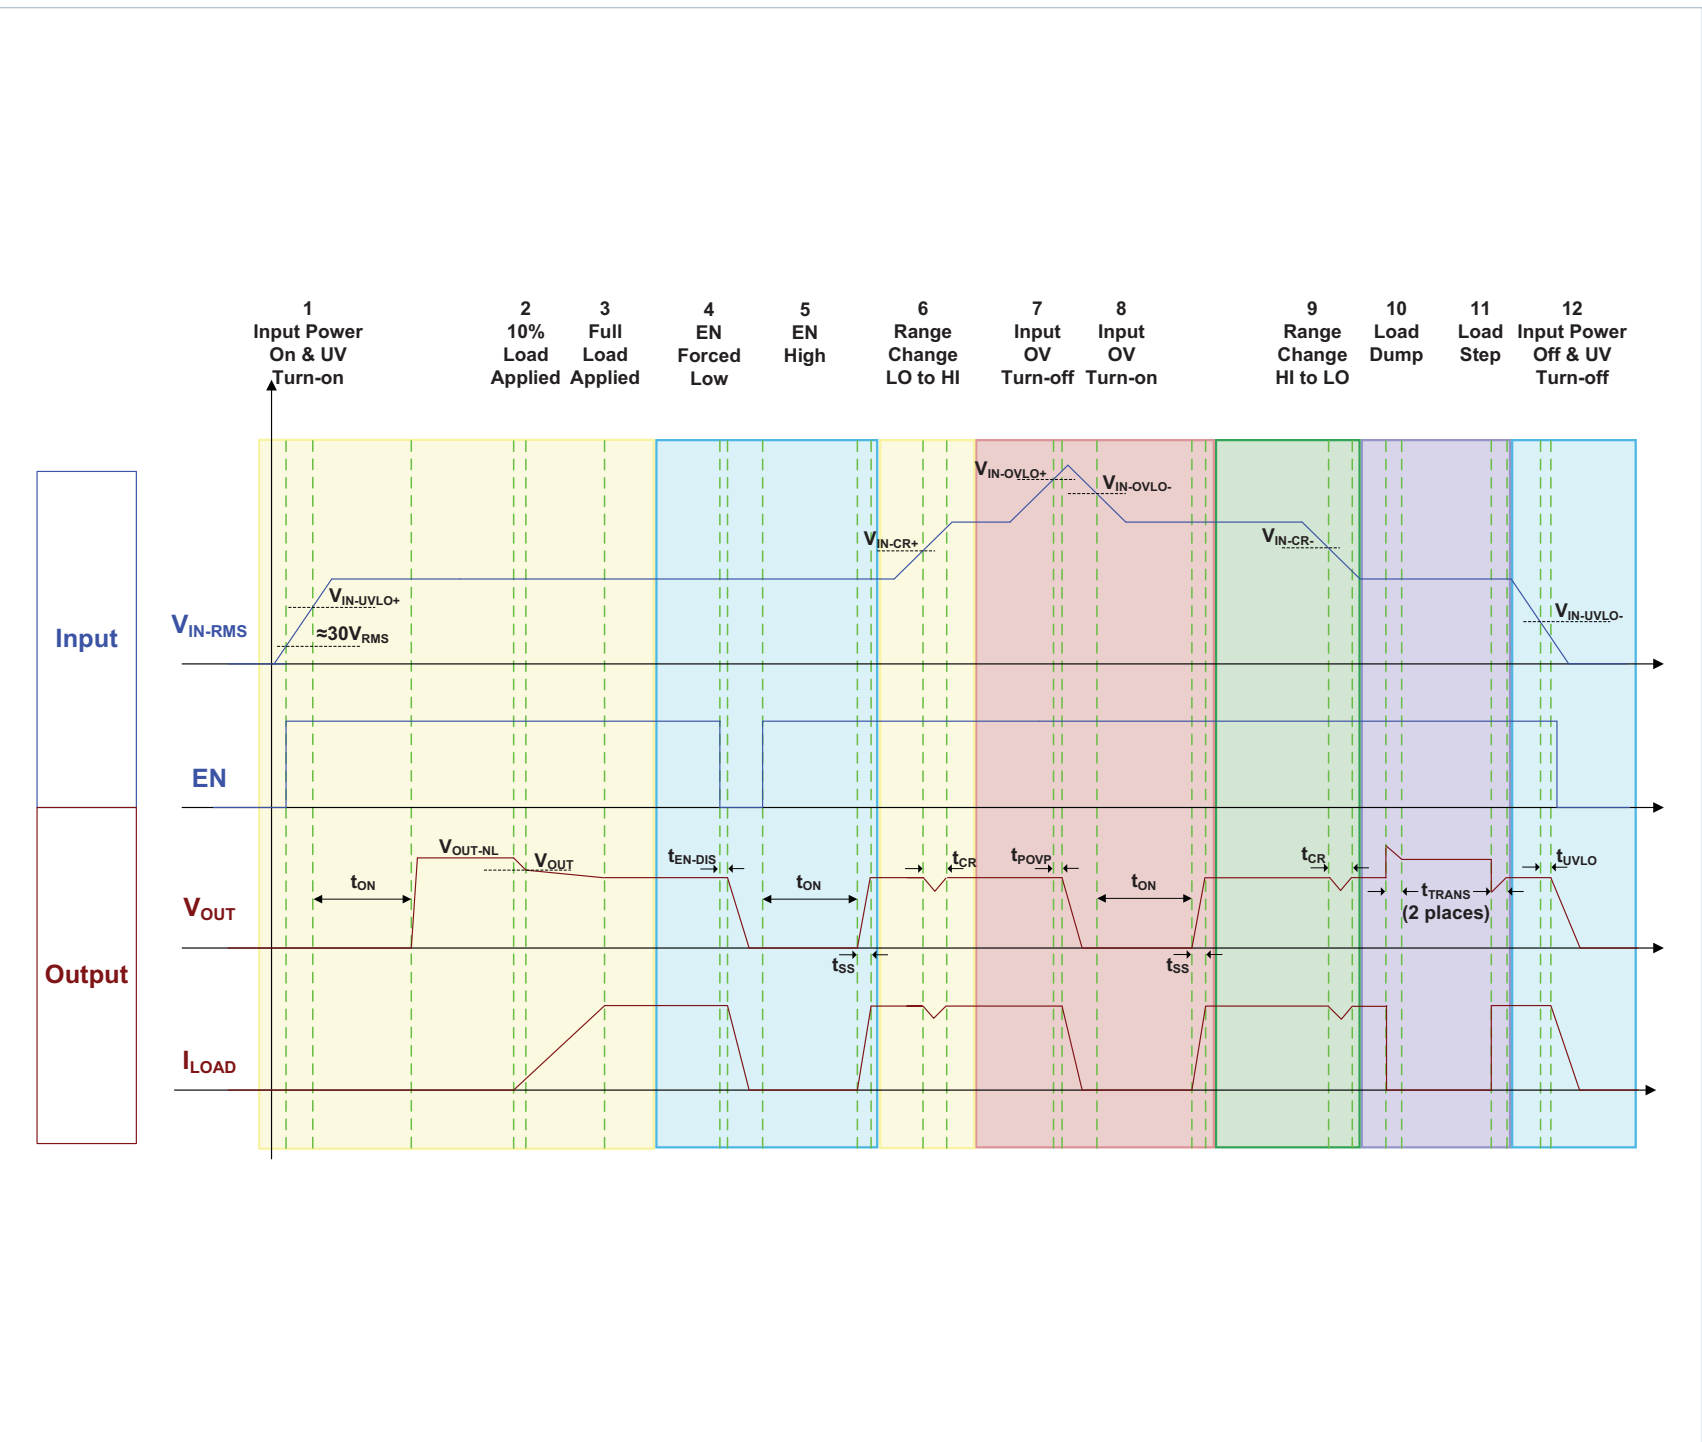 1
Input Power
On & UV
Turn-on
2
10%
Load
Applied
3
Full
Load
Applied
4
EN
Forced
Low
5
EN
High
6
Range
Change
LO to HI
7
Input
OV
Turn-off
8
Input
OV
Turn-on
9
Range
Change
HI to LO
10
Load
Dump
11
Load
Step
12
Input Power
Off & UV
Turn-off
Input
VIN-RMS
VIN-UVLO+
≈30VRMS
VIN-CR+
VIN-OVLO+
VIN-OVLO-
VIN-CR-
VIN-UVLO-
EN
Output
VOUT
tON
VOUT-NL
VOUT
tEN-DIS
tON
tSS
tCR
tPOVP
tON
tSS
tCR
tTRANS
(2 places)
tUVLO
ILOAD